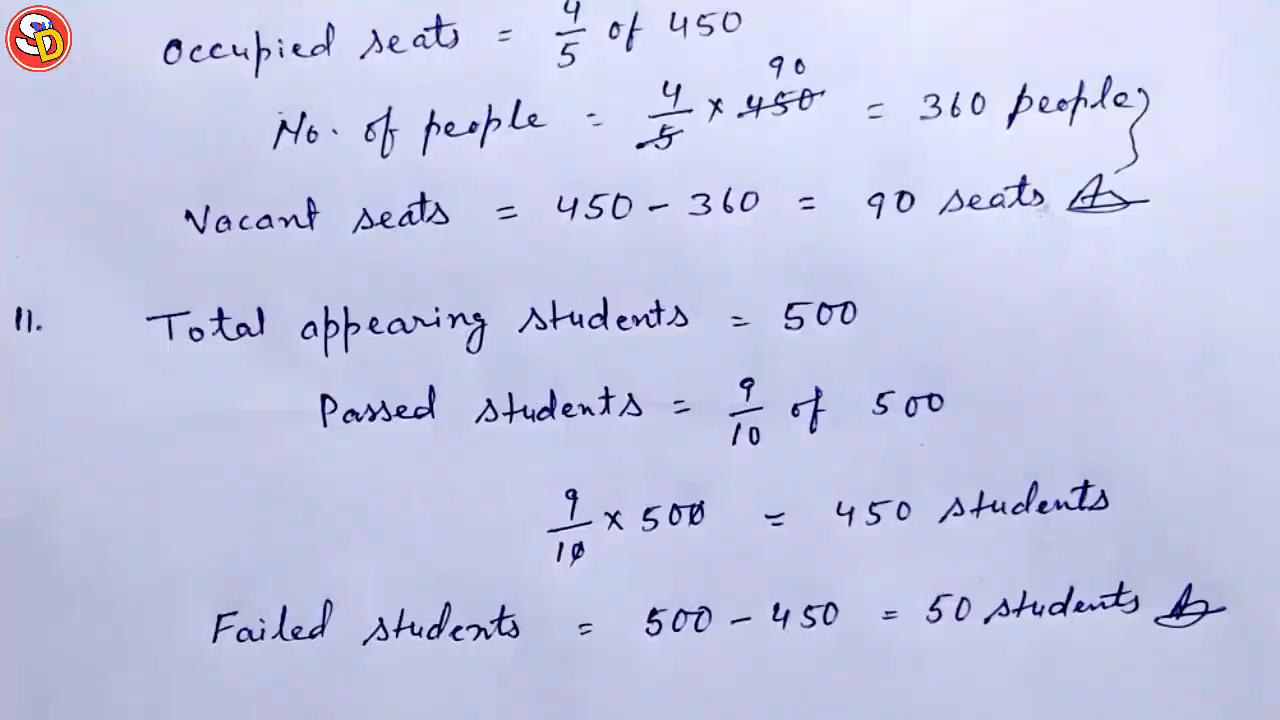 SD
Occupied seats = 4/5 of 450
90
No. of people = 4/5 × 450 = 360 people
Vacant seats = 450 - 360 = 90 seats
11. Total appearing students = 500
Passed students = 9/10 of 500
9/10 × 500 = 450 students
Failed students = 500 - 450 = 50 students